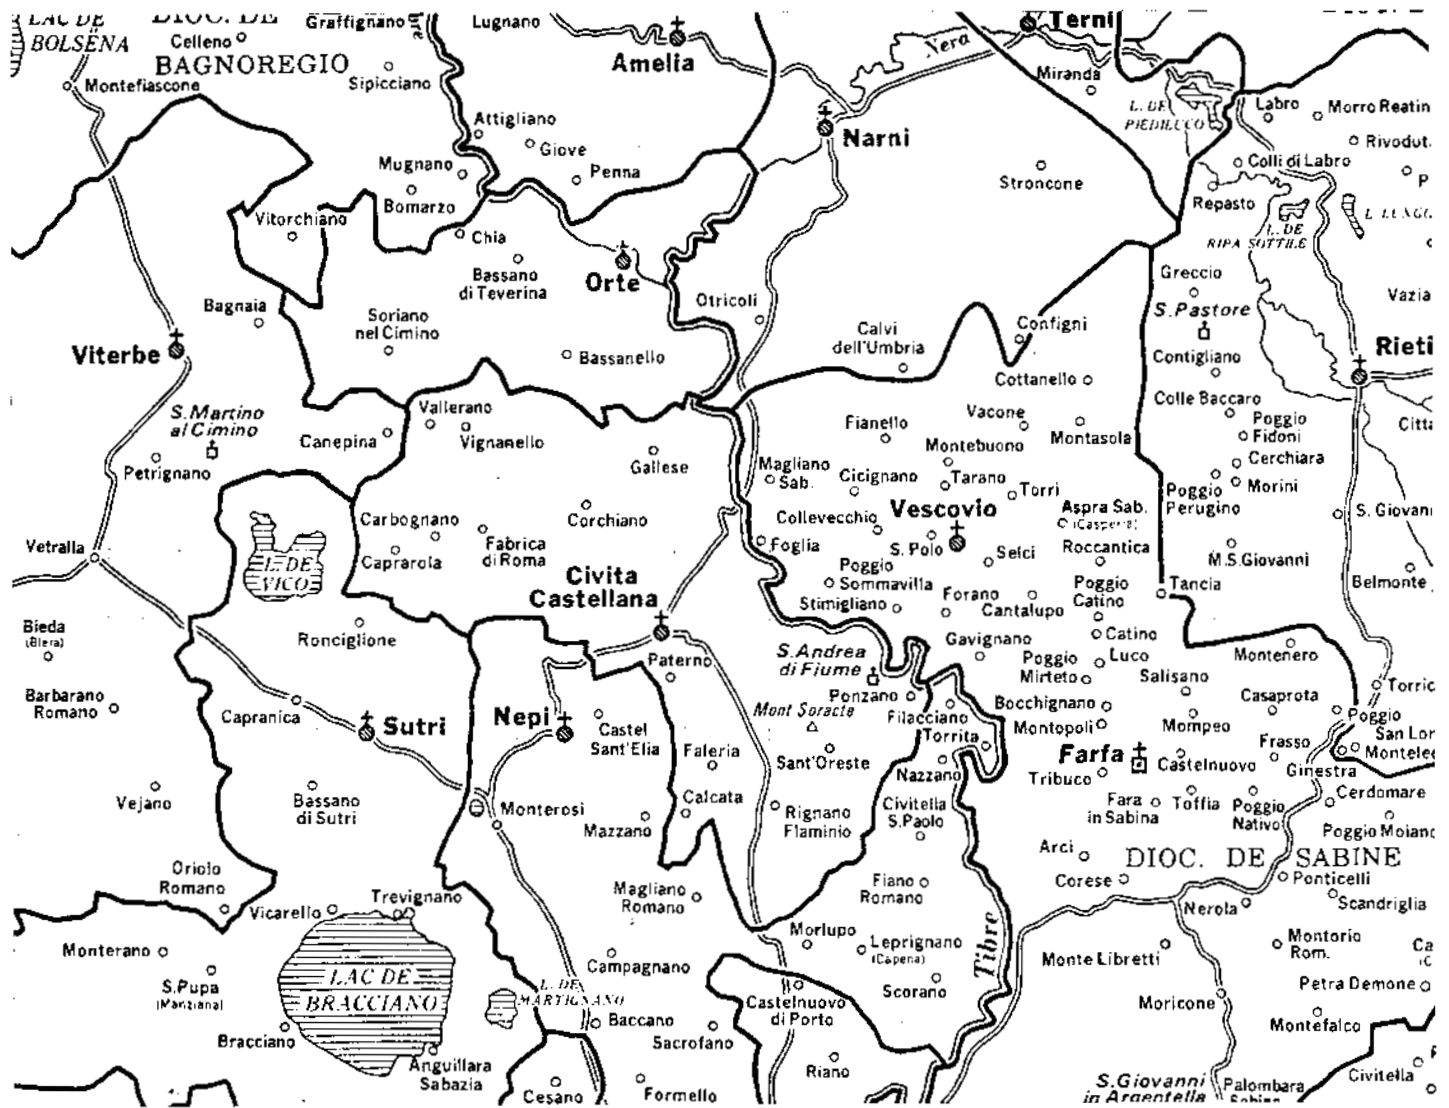 LAC DE
BOLSËNA
DIOC. DE
BAGNOREGIO
Celleno
Graffignano
Lugnano
Amelia
Terni
Nera
Miranda
Montefiascone
Sipicciano
Attigliano
Giove
Narni
L. DE
PIEDILUCO
Labro
Morro Reatin
Rivodut.
Mugnano
Bomarzo
Penna
Stroncone
Colli di Labro
P
Repasto
L. LUNG
L. DE
RIPA SOTTILE
Vitorchiano
Chia
Bassano
di Teverina
Orte
Greccio
S. Pastore
Vazia
Bagnaia
Soriano
nel Cimino
Otricoli
Calvi
dell'Umbria
Configni
Contigliano
Rieti
Viterbe
Bassanello
Cottanello
Colle Baccaro
Poggio
Fidoni
Citta
S. Martino
al Cimino
Vallerano
Canepina
Vignanello
Fianello
Vacone
Montebuono
Montasola
Cerchiara
Petrignano
Gallese
Magliano
Sab.
Cicignano
Tarano
Torri
Morini
Poggio
Perugino
Carbognano
Corchiano
Collevecchio
Vescovio
Aspra Sab.
(Casperia)
S. Giovani
Vetralla
Caprarola
Fabrica
di Roma
Foglia
S. Polo
Selci
Roccantica
M.S. Giovanni
L. DE
VICO
Civita
Castellana
Poggio
Sommavilla
Poggio
Catino
Tancia
Belmonte
Stimigliano
Forano
Cantalupo
Bieda
(Blera)
Ronciglione
Gavignano
Catino
Montenero
Paterno
S. Andrea
di Fiume
Poggio
Mirteto
Luco
Salisano
Torric
Barbarano
Romano
Capranica
Sutri
Nepi
Castel
Sant'Elia
Mont Soracte
Ponzano
Filacciano
Torrita
Bocchignano
Montopoli
Mompeo
Casaprota
Poggio
San Lor
Montelec
Faleria
Sant'Oreste
Nazzano
Farfa
Tribuco
Castelnuovo
Frasso
Ginestra
Vejano
Bassano
di Sutri
Monterosi
Mazzano
Calcata
Rignano
Flaminio
Civitella
S. Paolo
Fara
in Sabina
Toffia
Poggio
Nativo
Cerdomare
Poggio Moiano
Arci
DIOC. DE SABINE
Oriolo
Romano
Trevignano
Vicarello
Magliano
Romano
Fiano
Romano
Corese
Ponticelli
Nerola
Scandriglia
Monterano
Morlupo
Leprignano
(Capena)
Tibre
Monte Libretti
Montorio
Rom.
S. Pupa
(Manziana)
LAC DE
BRACCIANO
Campagnano
L. DE
MARTIGNANO
Scorano
Petra Demone
Castelnuovo
di Porto
Moricone
Bracciano
Baccano
Sacrofano
Montefalco
Anguillara
Sabazia
Riano
Cesano
Formello
S. Giovanni
in Argentella
Palombara
Sabina
Civitella